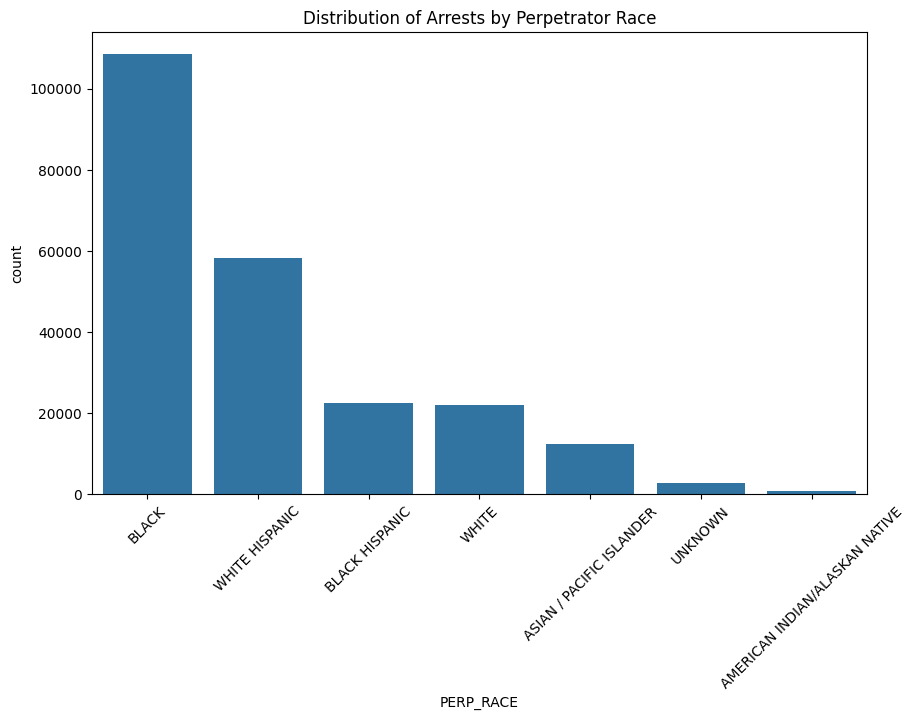 Distribution of Arrests by Perpetrator Race
count
100000
80000
60000
40000
20000
0
BLACK
WHITE HISPANIC
BLACK HISPANIC
WHITE
ASIAN / PACIFIC ISLANDER
UNKNOWN
AMERICAN INDIAN/ALASKAN NATIVE
PERP_RACE